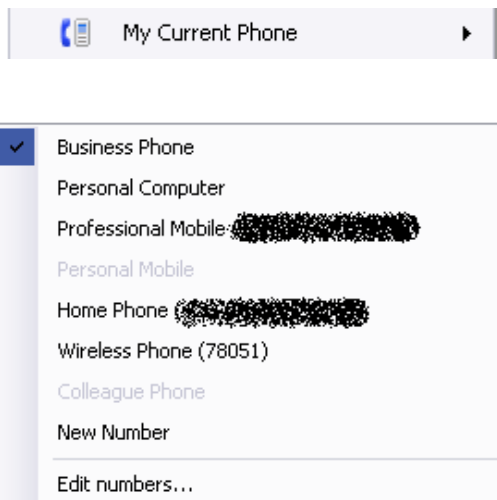 My Current Phone
Business Phone
Personal Computer
Professional Mobile
Personal Mobile
Home Phone (
Wireless Phone (78051)
Colleague Phone
New Number
Edit numbers...